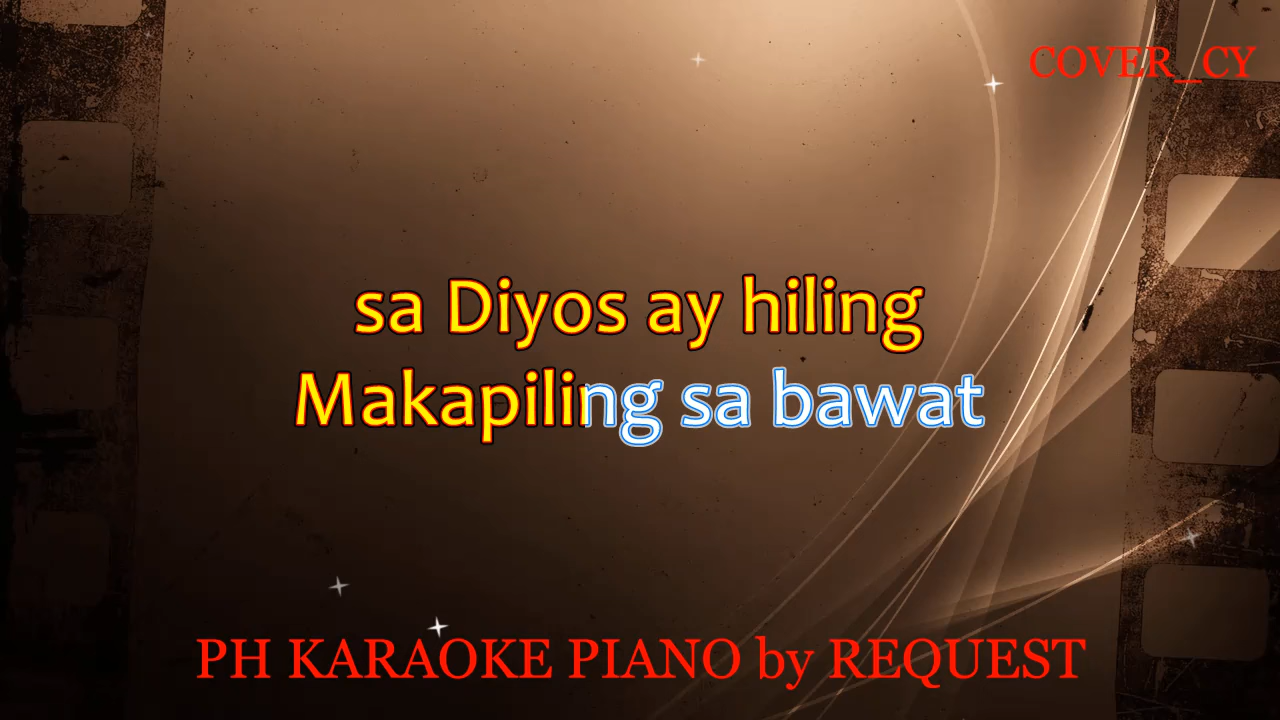 COVER_CY
sa Diyos ay hiling
Makapiling sa bawat
PH KARAOKE PIANO by REQUEST